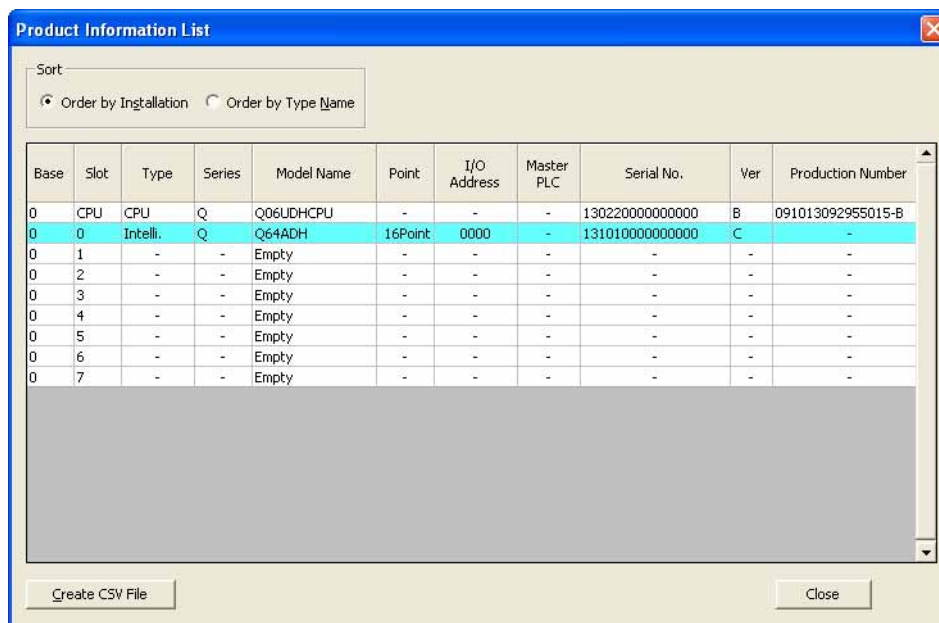 Product Information List
Sort
Order by Installation Order by Type Name
Base Slot Type Series Model Name Point I/O Address Master PLC Serial No. Ver Production Number
0 CPU CPU Q Q06UDHCPU - - - 130220000000000 B 091013092955015-B
0 0 Intelli. Q Q64ADH 16Point 0000 - 131010000000000 C -
0 1 - - Empty - - - - - -
0 2 - - Empty - - - - - -
0 3 - - Empty - - - - - -
0 4 - - Empty - - - - - -
0 5 - - Empty - - - - - -
0 6 - - Empty - - - - - -
0 7 - - Empty - - - - - -
Create CSV File Close